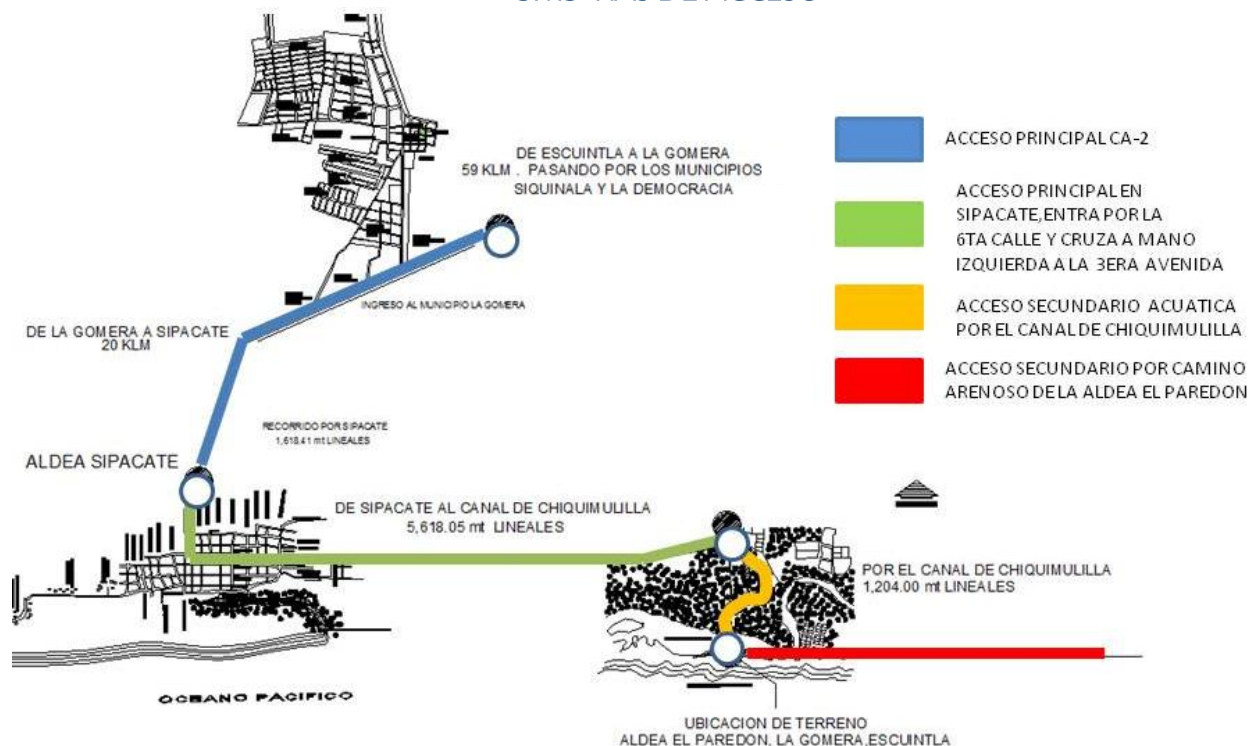 DE ESCUINTLA A LA GOMERA
59 KLM . PASANDO POR LOS MUNICIPIOS
SIQUINALA Y LA DEMOCRACIA
INGRESO AL MUNICIPIO LA GOMERA
DE LA GOMERA A SIPACATE
20 KLM
RECORRIDO POR SIPACATE
1,618.41 mt LINEALES
ALDEA SIPACATE
DE SIPACATE AL CANAL DE CHIQUIMULILLA
5,618.05 mt LINEALES
POR EL CANAL DE CHIQUIMULILLA
1,204.00 mt LINEALES
OCEANO PACIFICO
UBICACION DE TERRENO
ALDEA EL PAREDON, LA GOMERA,ESCUINTLA
ACCESO PRINCIPAL CA-2
ACCESO PRINCIPAL EN
SIPACATE,ENTRA POR LA
6TA CALLE Y CRUZA A MANO
IZQUIERDA A LA 3ERA AVENIDA
ACCESO SECUNDARIO ACUATICA
POR EL CANAL DE CHIQUIMULILLA
ACCESO SECUNDARIO POR CAMINO
ARENOSO DE LA ALDEA EL PAREDON